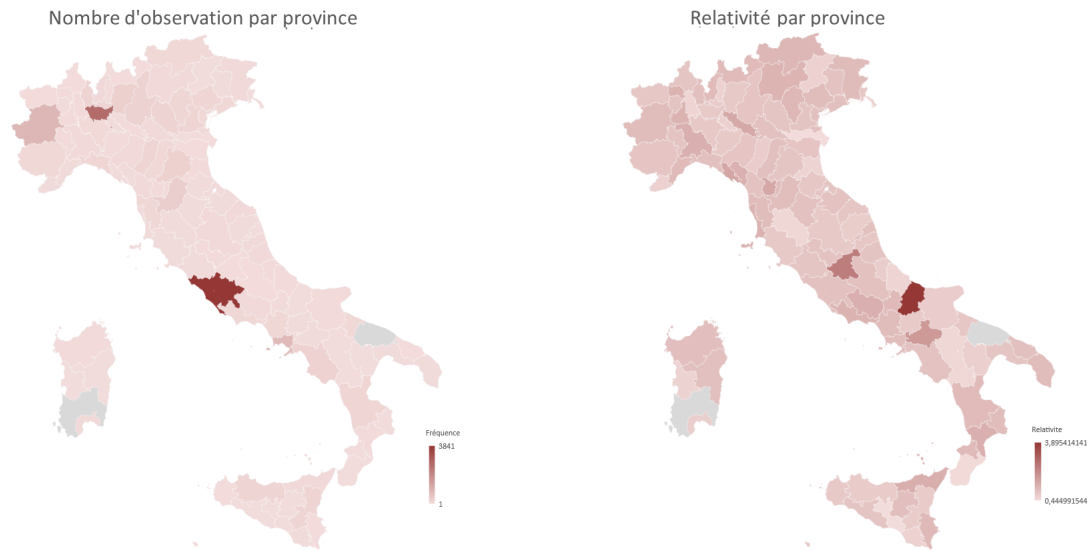 Nombre d'observation par province
Relativité par province
Fréquence
3841
1
Relativite
3,895414141
0,444991544